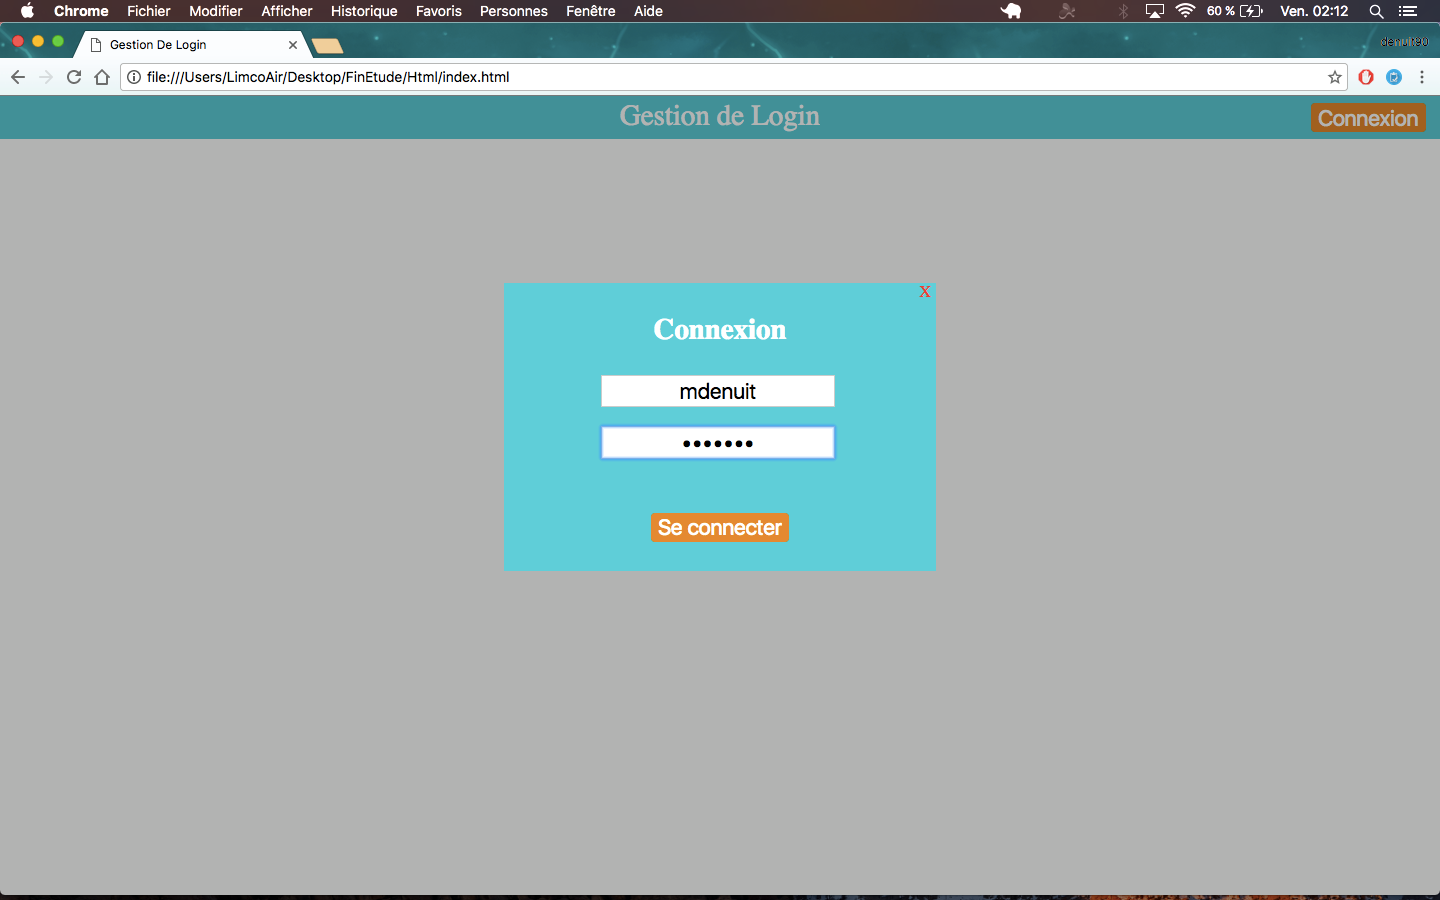 Chrome Fichier Modifier Afficher Historique Favoris Personnes Fenêtre Aide 60 % Ven. 02:12
Gestion De Login
denuit90
file:///Users/LimcoAir/Desktop/FinEtude/Html/index.html
Gestion de Login
Connexion
X
Connexion
mdenuit
•••••••
Se connecter